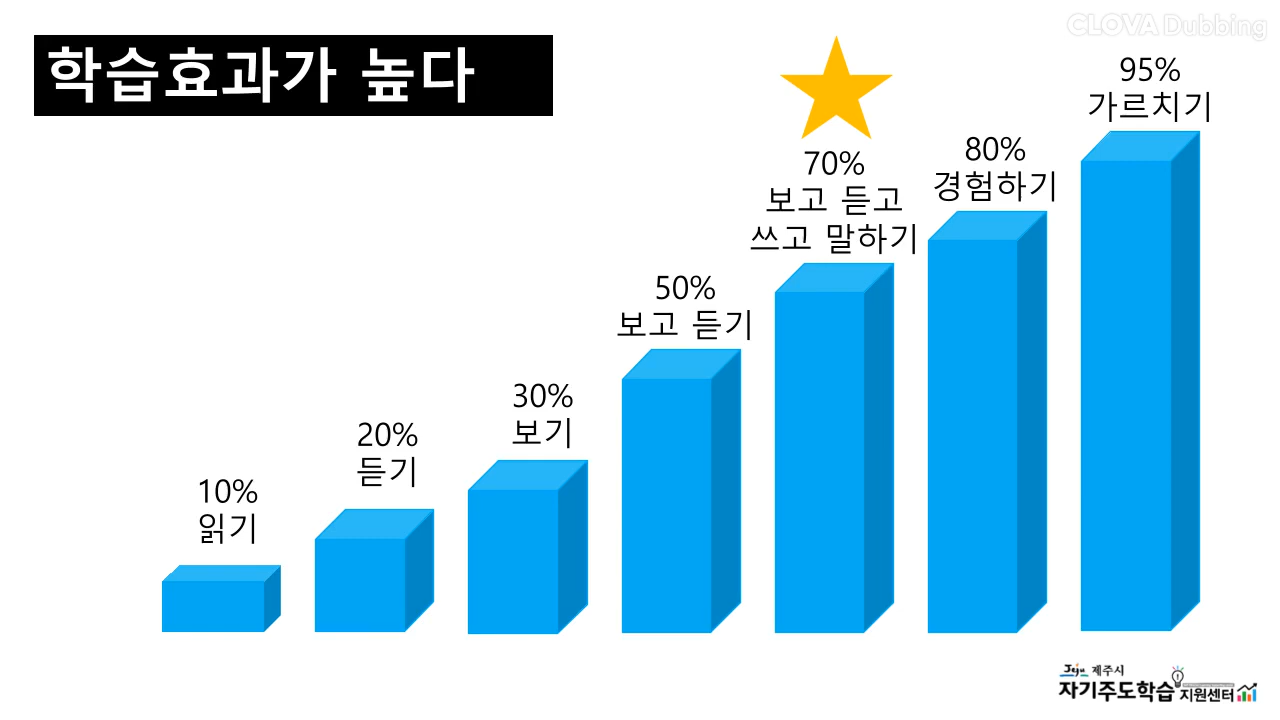 CLOVA Dubbing
학습효과가 높다
10%
읽기
20%
듣기
30%
보기
50%
보고 듣기
70%
보고 듣고
쓰고 말하기
80%
경험하기
95%
가르치기
Jeju 제주시
자기주도학습 지원센터